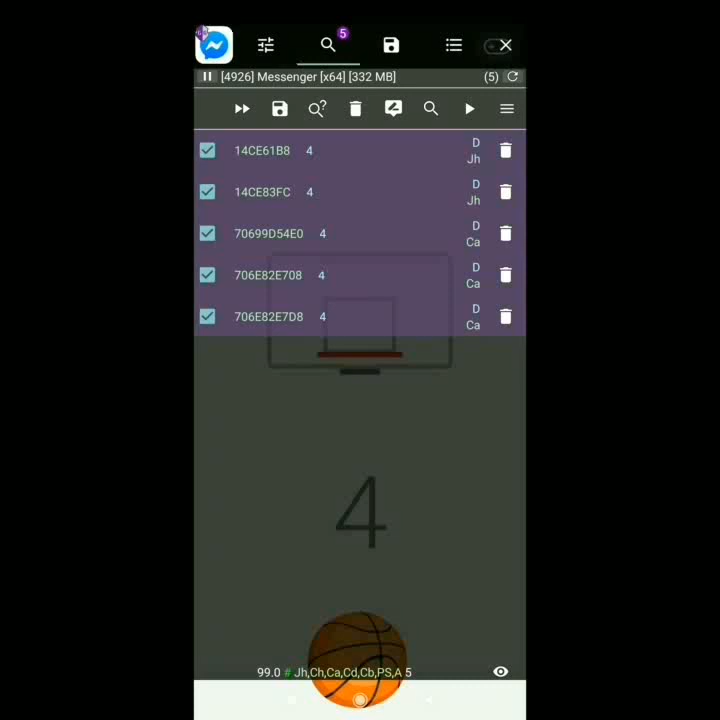 5
[4926] Messenger [x64] [332 MB] (5)
14CE61B8 4 D
Jh
14CE83FC 4 D
Jh
70699D54E0 4 D
Ca
706E82E708 4 D
Ca
706E82E7D8 4 D
Ca
4
99.0 # Jh,Ch,Ca,Cd,Cb,PS,A 5